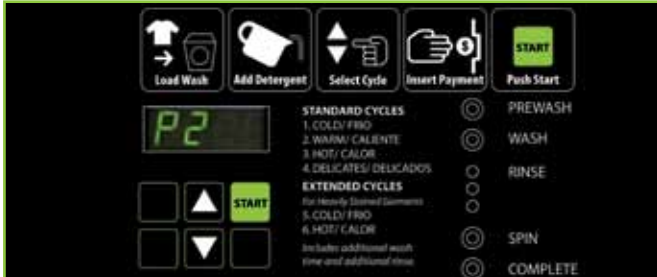 Load Wash
Add Detergent
Select Cycle
Insert Payment
START
Push Start
P2
START
STANDARD CYCLES
1. COLD/ FRIO
2. WARM/ CALIENTE
3. HOT/ CALOR
4. DELICATES/ DELICADOS
EXTENDED CYCLES
For Heavily Stained Garments
5. COLD/ FRIO
6. HOT/ CALOR
Includes additional wash
time and additional rinse
PREWASH
WASH
RINSE
SPIN
COMPLETE